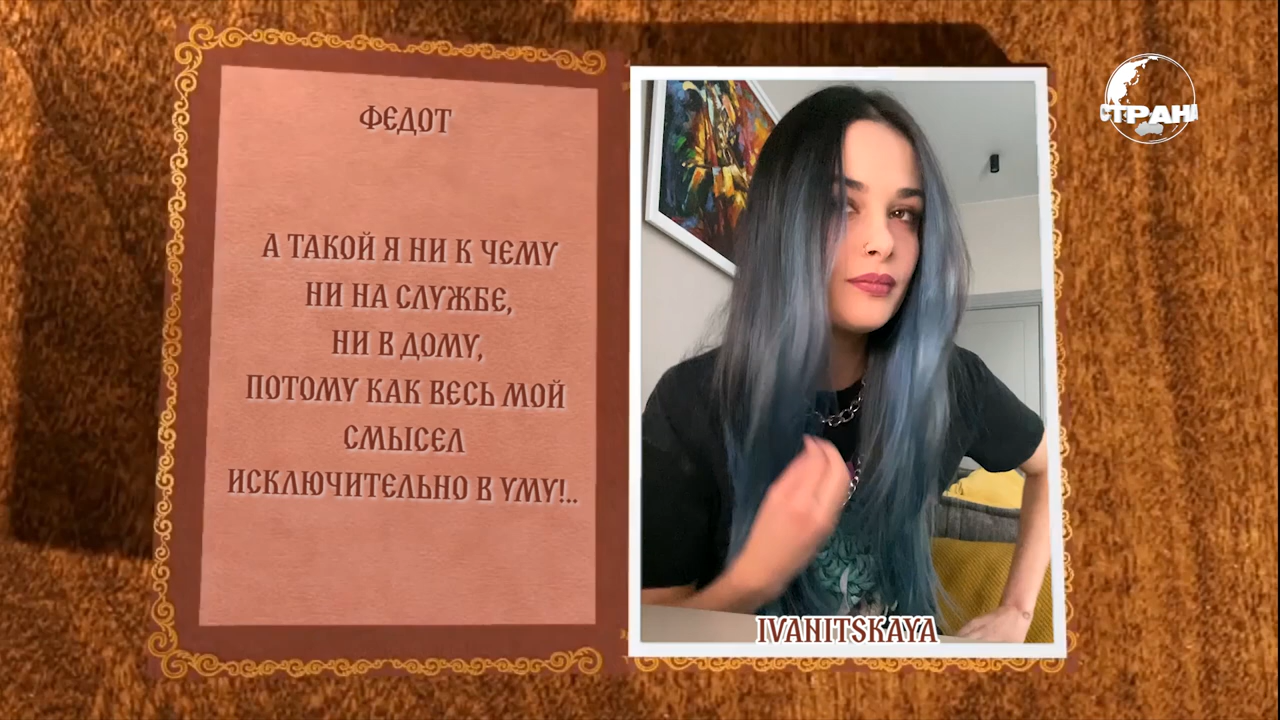 ФЕДОТ
А ТАКОЙ Я НИ К ЧЕМУ
НИ НА СЛУЖБЕ,
НИ В ДОМУ,
ПОТОМУ КАК ВЕСЬ МОЙ
СМЫСЕЛ
ИСКЛЮЧИТЕЛЬНО В УМУ!..
СТРАНА
IVANITSKAYA